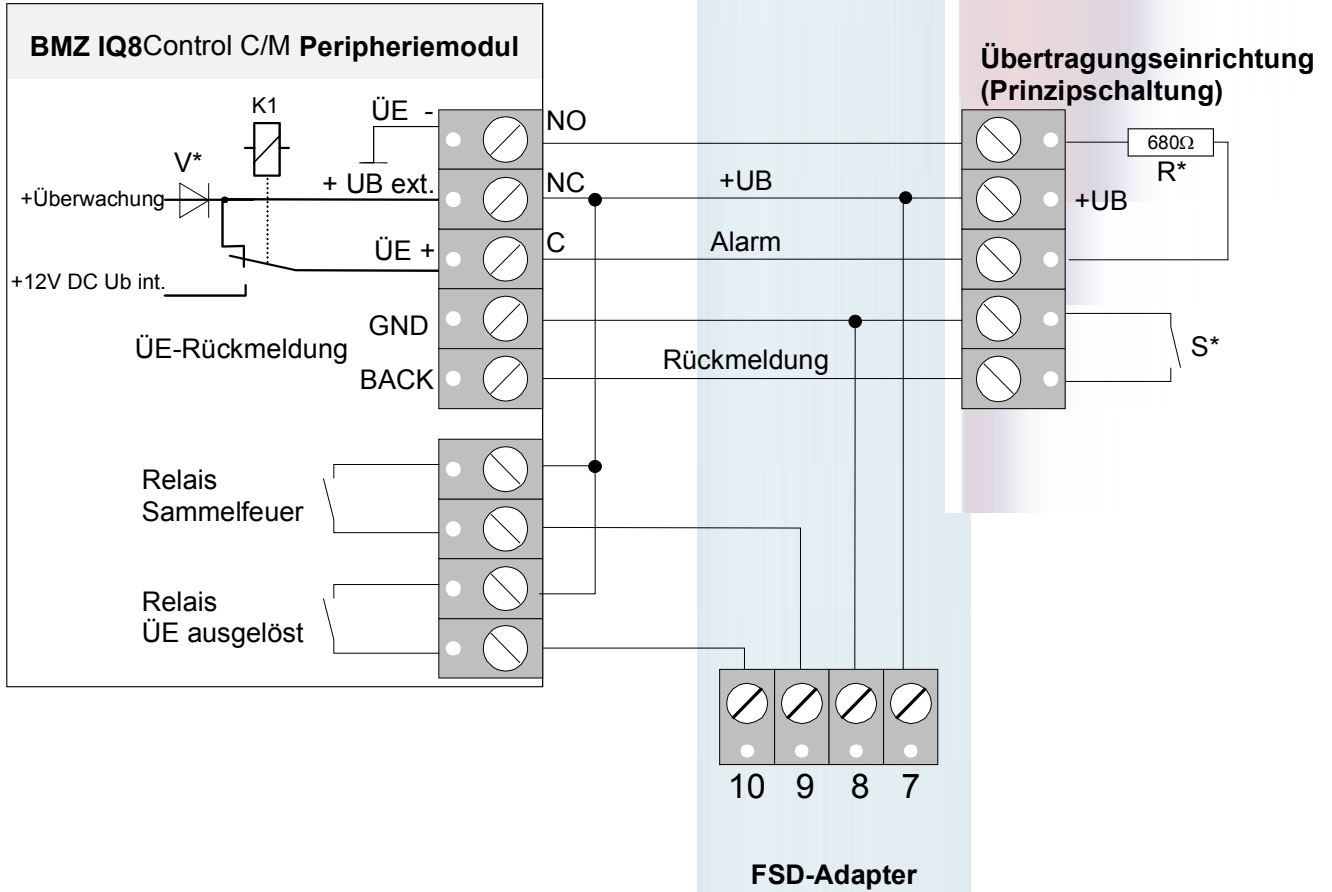 BMZ IQ8Control C/M Peripheriemodul
Übertragungseinrichtung
(Prinzipschaltung)
K1
ÜE -
NO
680Ω
R*
V*
+ UB ext.
NC
+UB
+UB
+Überwachung
ÜE +
C
Alarm
+12V DC Ub int.
GND
ÜE-Rückmeldung
S*
BACK
Rückmeldung
Relais
Sammelfeuer
Relais
ÜE ausgelöst
10 9 8 7
FSD-Adapter